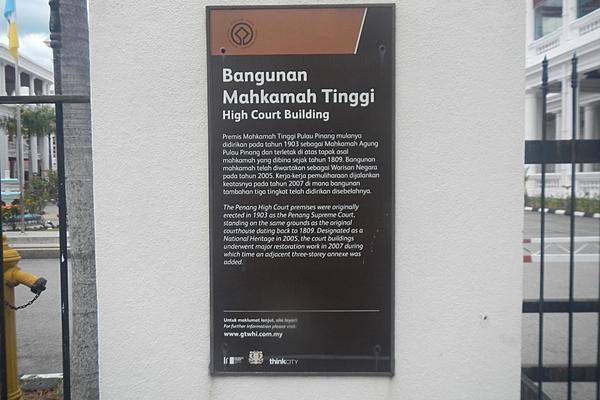 Bangunan
Mahkamah Tinggi
High Court Building
Premis Mahkamah Tinggi Pulau Pinang mulanya
didirikan pada tahun 1903 sebagai Mahkamah Agung
Pulau Pinang dan terletak di atas tapak asal
mahkamah yang dibina sejak tahun 1809. Bangunan
mahkamah telah diwartakan sebagai Warisan Negara
pada tahun 2005. Kerja-kerja pemuliharaan dijalankan
keatasnya pada tahun 2007 di mana bangunan
tambahan tiga tingkat telah didirikan disebelahnya.
The Penang High Court premises were originally
erected in 1903 as the Penang Supreme Court,
standing on the same grounds as the original
courthouse dating back to 1809. Designated as a
National Heritage in 2005, the court buildings
underwent major restoration work in 2007 during
which time an adjacent three-storey annexe was
added.
Untuk maklumat lanjut, sila layari
For further information please visit:
www.gtwhi.com.my
thinkCITY